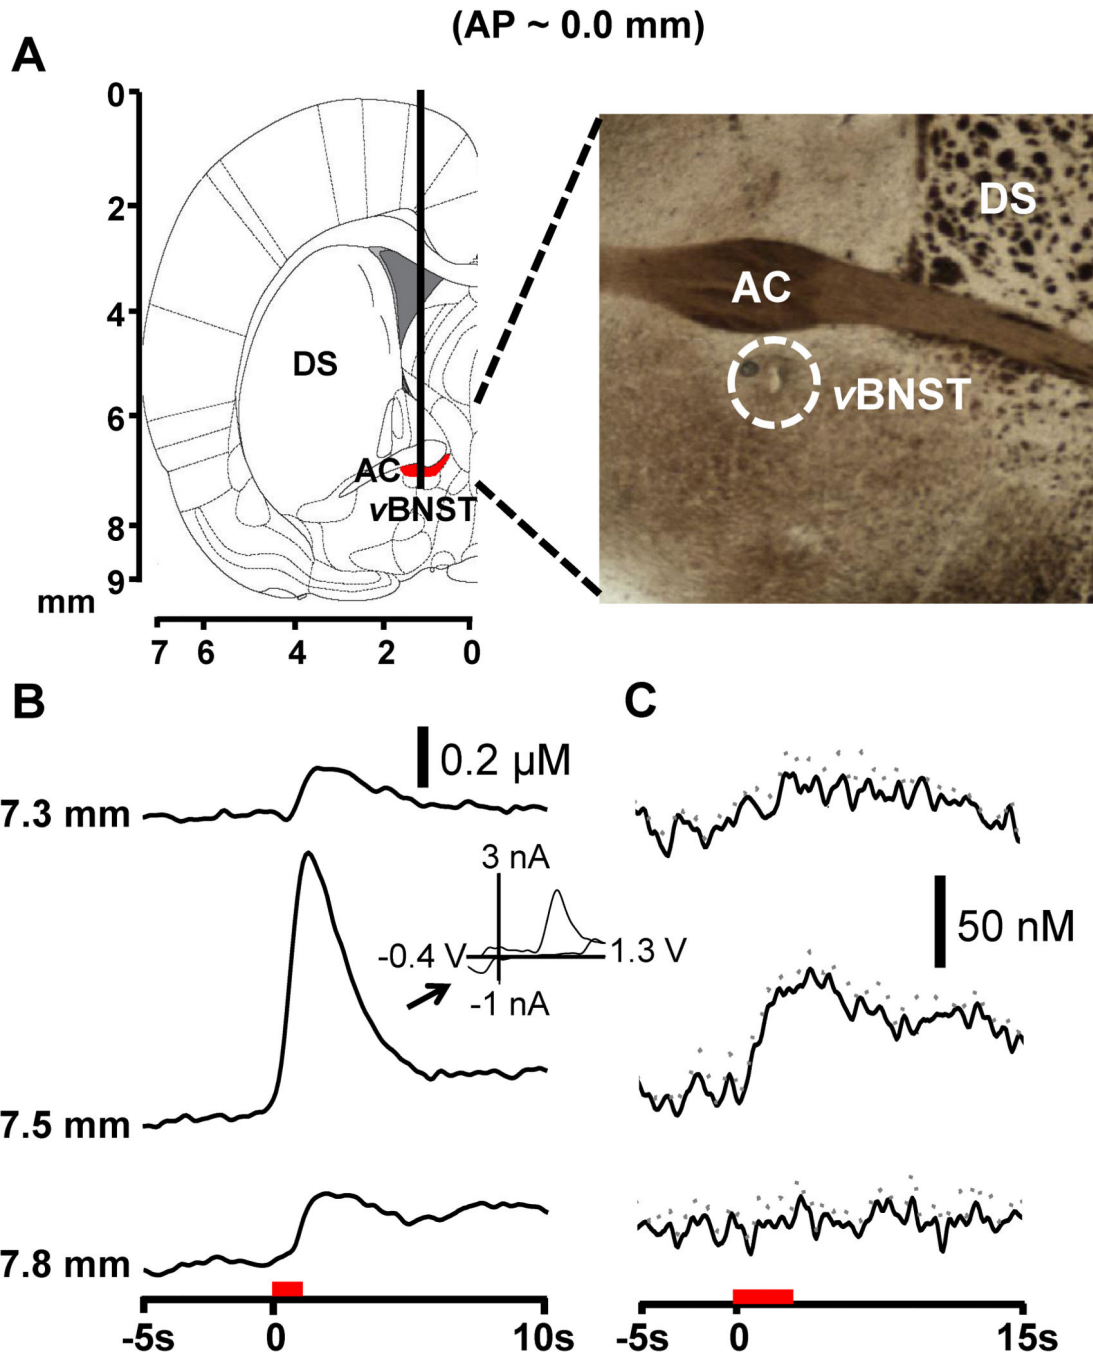 (AP ~ 0.0 mm)
A
0
2
4
6
8
9
mm
DS
AC
vBNST
7 6 4 2 0
DS
AC
vBNST
B
0.2 µM
7.3 mm
3 nA
-0.4 V
1.3 V
-1 nA
7.5 mm
7.8 mm
-5s 0 10s
C
50 nM
-5s 0 15s